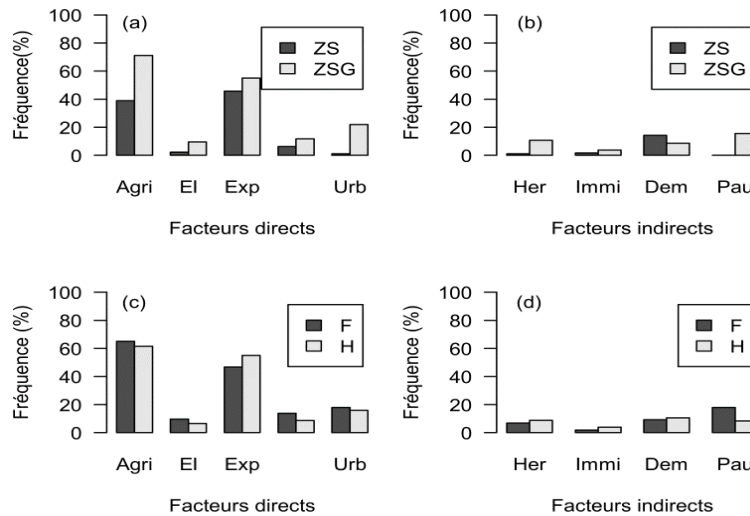 (a)
100
80
60
40
20
0
Fréquence(%)
ZS
ZSG
Agri El Exp Urb
Facteurs directs
(b)
100
80
60
40
20
0
Fréquence(%)
ZS
ZSG
Her Immi Dem Pau
Facteurs indirects
(c)
100
80
60
40
20
0
Fréquence (%)
F
H
Agri El Exp Urb
Facteurs directs
(d)
100
80
60
40
20
0
Fréquence (%)
F
H
Her Immi Dem Pau
Facteurs indirects